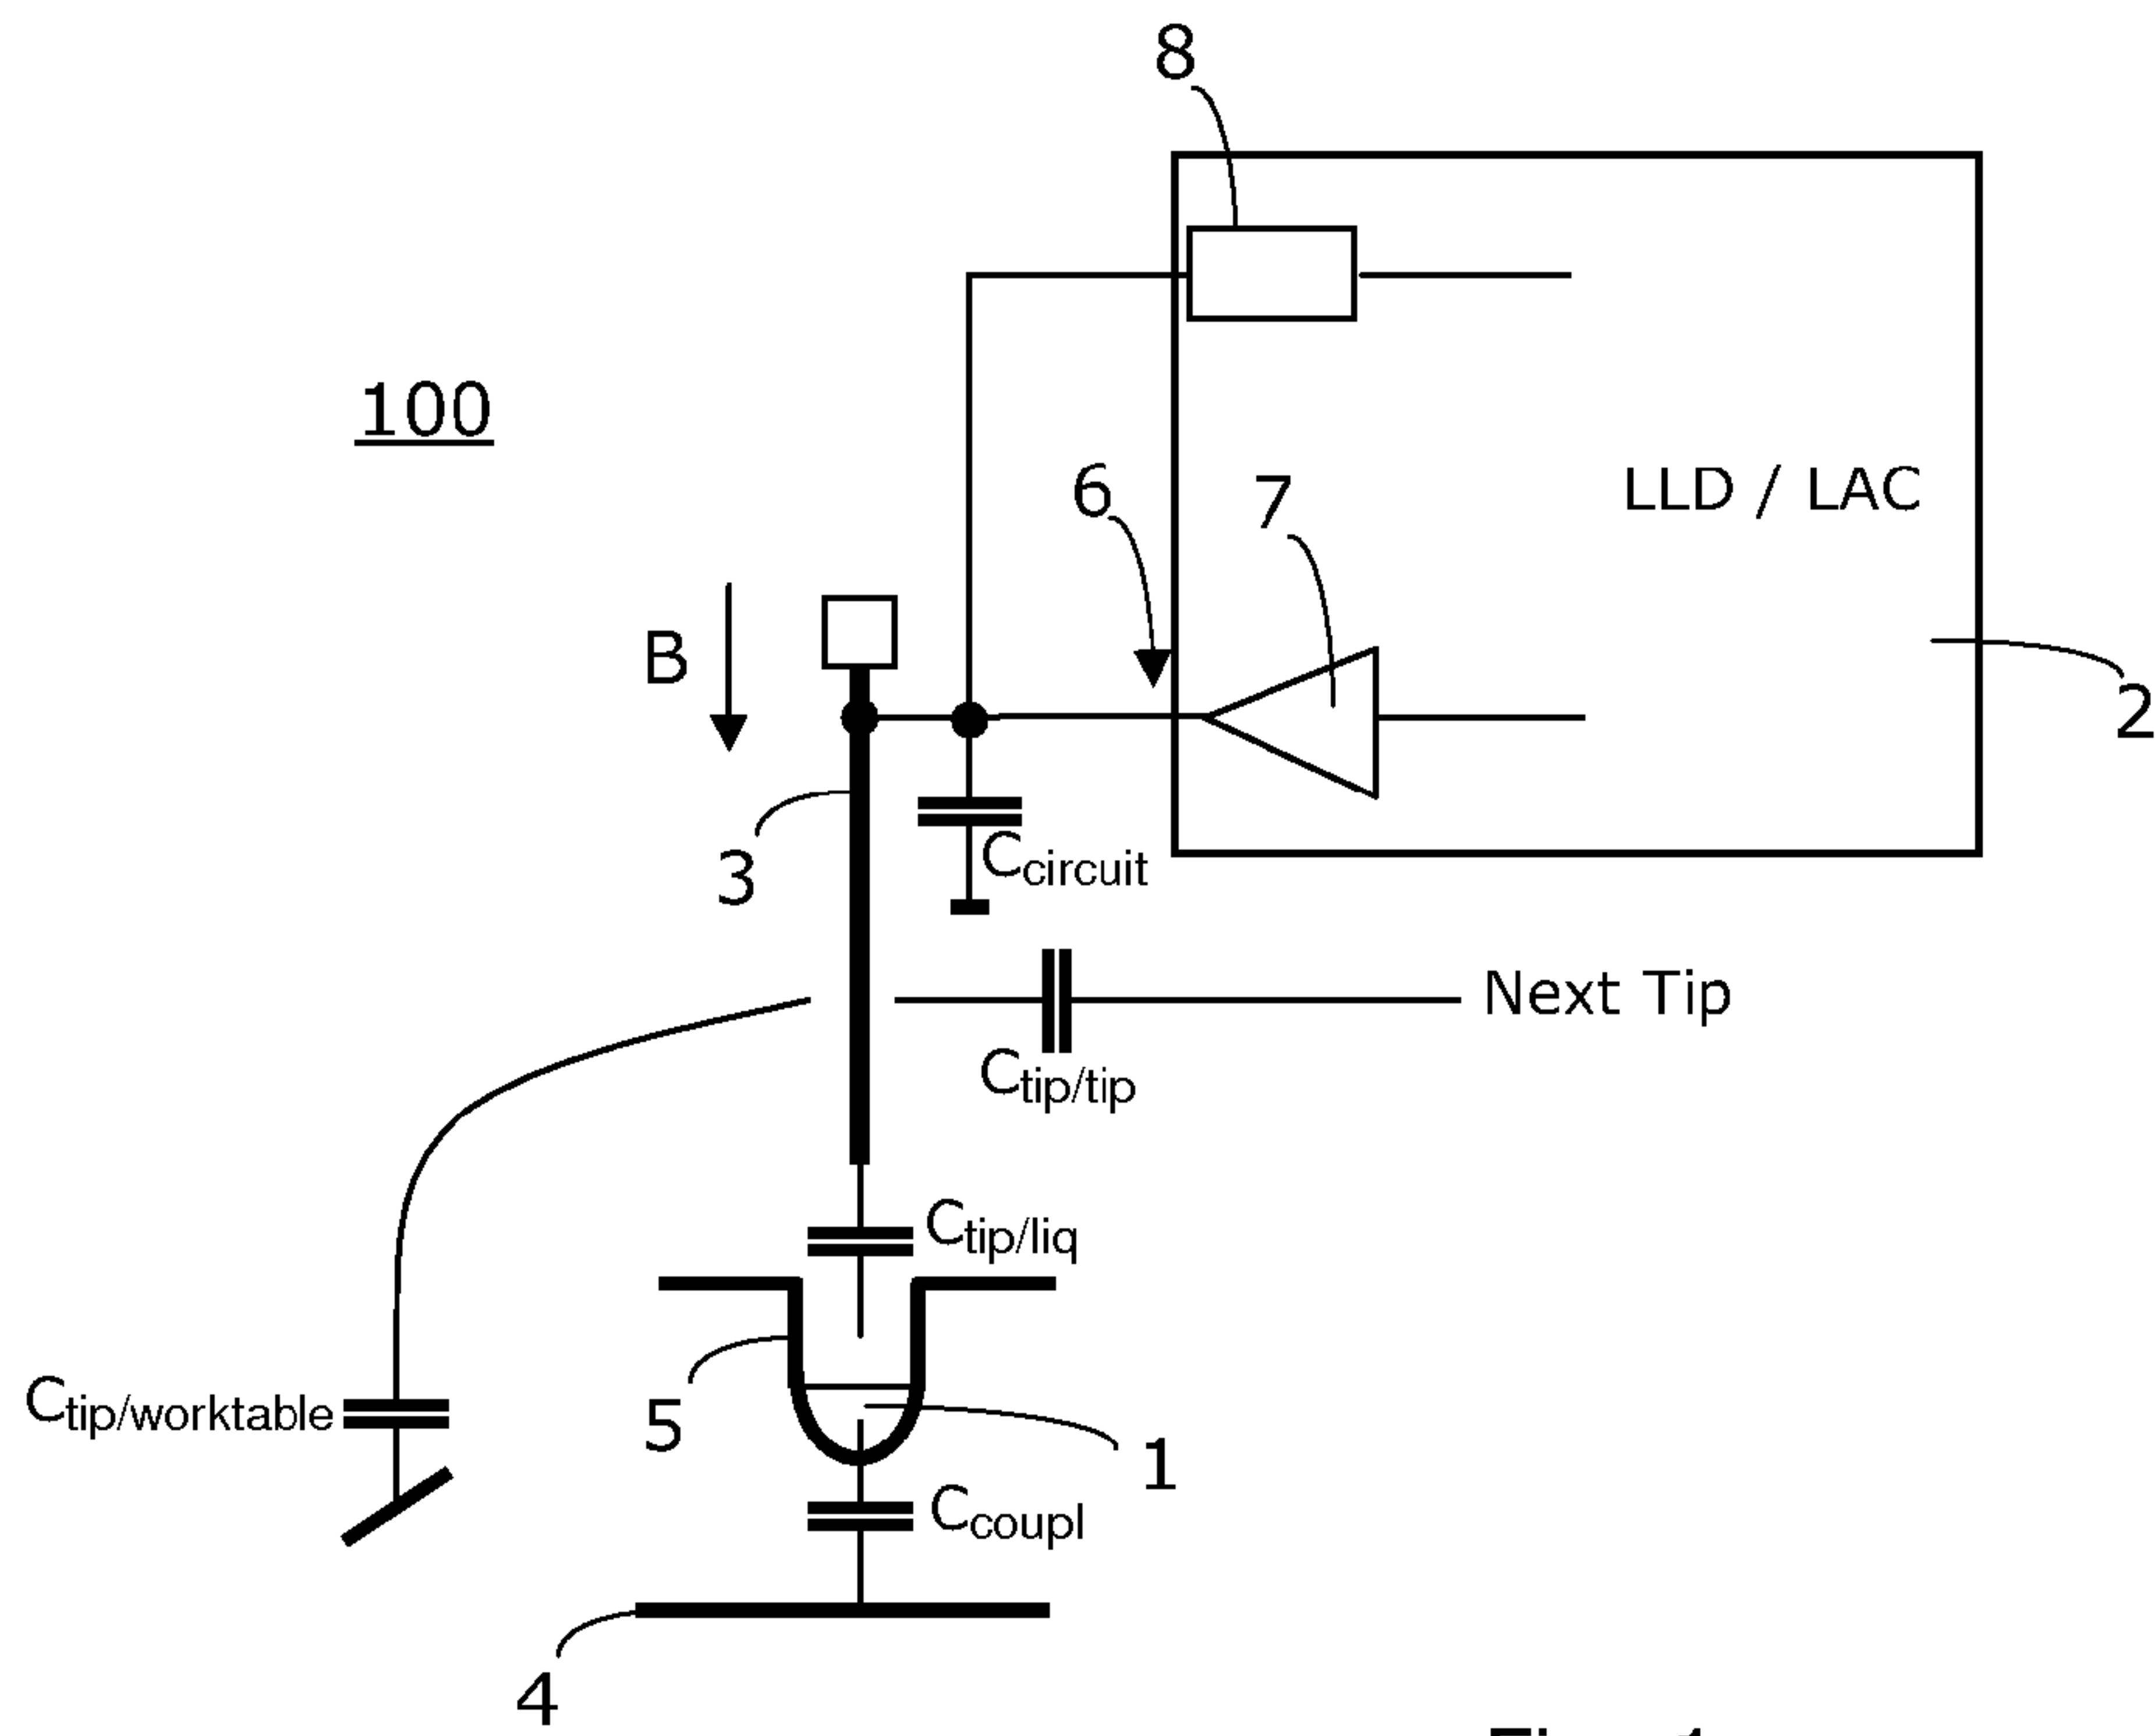 8
100
LLD / LAC
6
7
B
2
3
Ccircuit
Next Tip
Ctip/tip
Ctip/liq
Ctip/worktable
5
1
Ccoupl
4